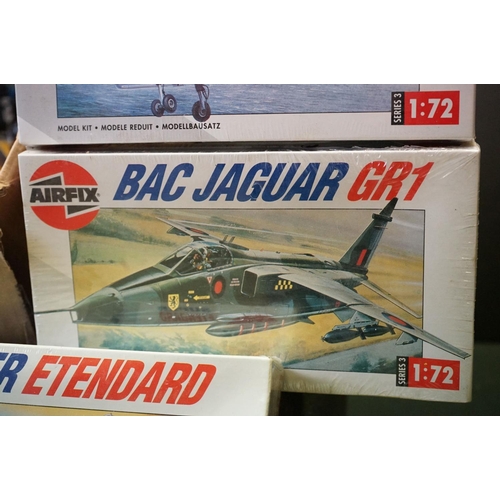 MODEL KIT • MODELE REDUIT • MODELLBAUSATZ
SERIES 3
1:72
AIRFIX
BAC JAGUAR GR1
SERIES 3
1:72
ER ETENDARD